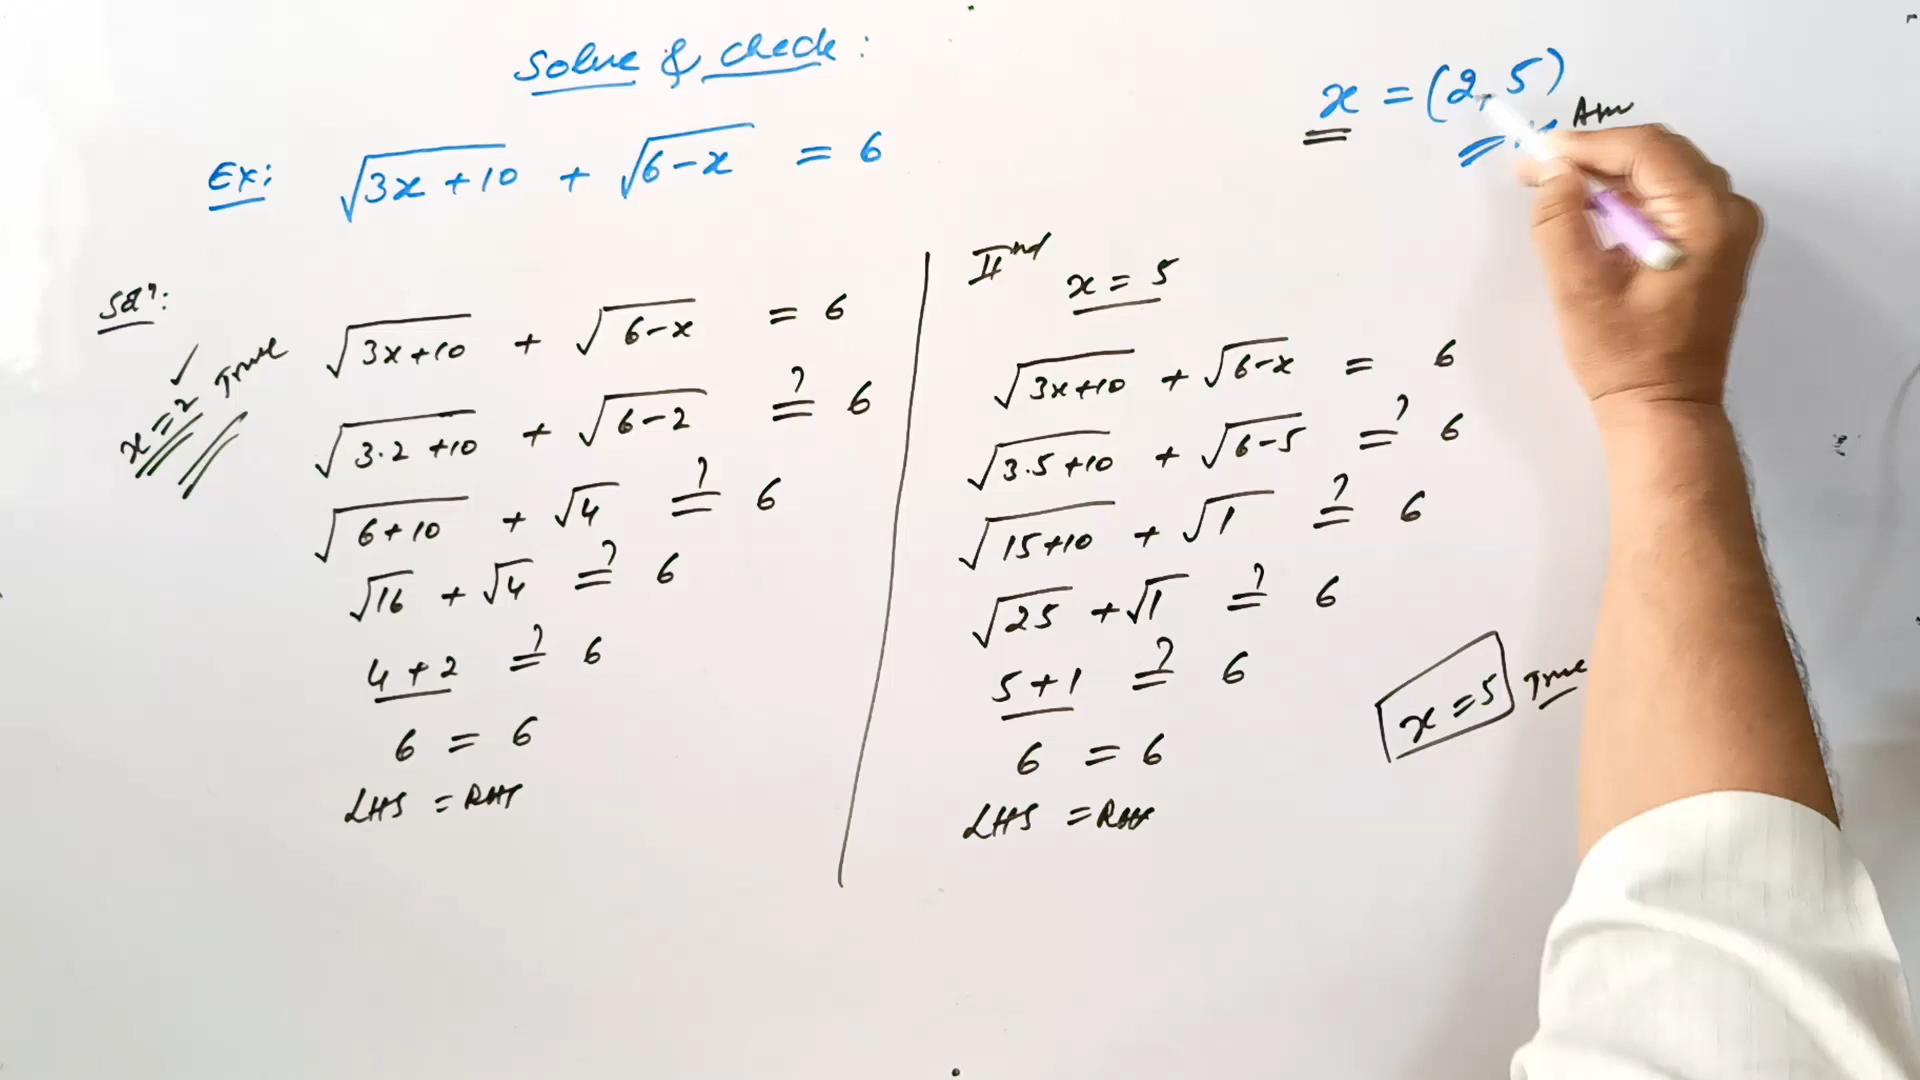 Solve & check:
x = (2, 5)
Ans
Ex: √3x+10 + √6-x = 6
Solⁿ:
x = 2 ✓ True
√3x+10 + √6-x = 6
√3.2+10 + √6-2 ?= 6
√6+10 + √4 ?= 6
√16 + √4 ?= 6
4+2 ?= 6
6 = 6
LHS = RHS
IInd
x = 5
√3x+10 + √6-x = 6
√3.5+10 + √6-5 ?= 6
√15+10 + √1 ?= 6
√25 + √1 ?= 6
5+1 ?= 6
6 = 6
LHS = RHS
x = 5 True